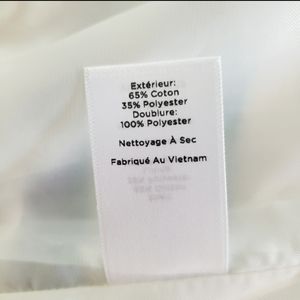 Extérieur:
65% Coton
35% Polyester
Doublure:
100% Polyester
Nettoyage À Sec
Fabriqué Au Vietnam